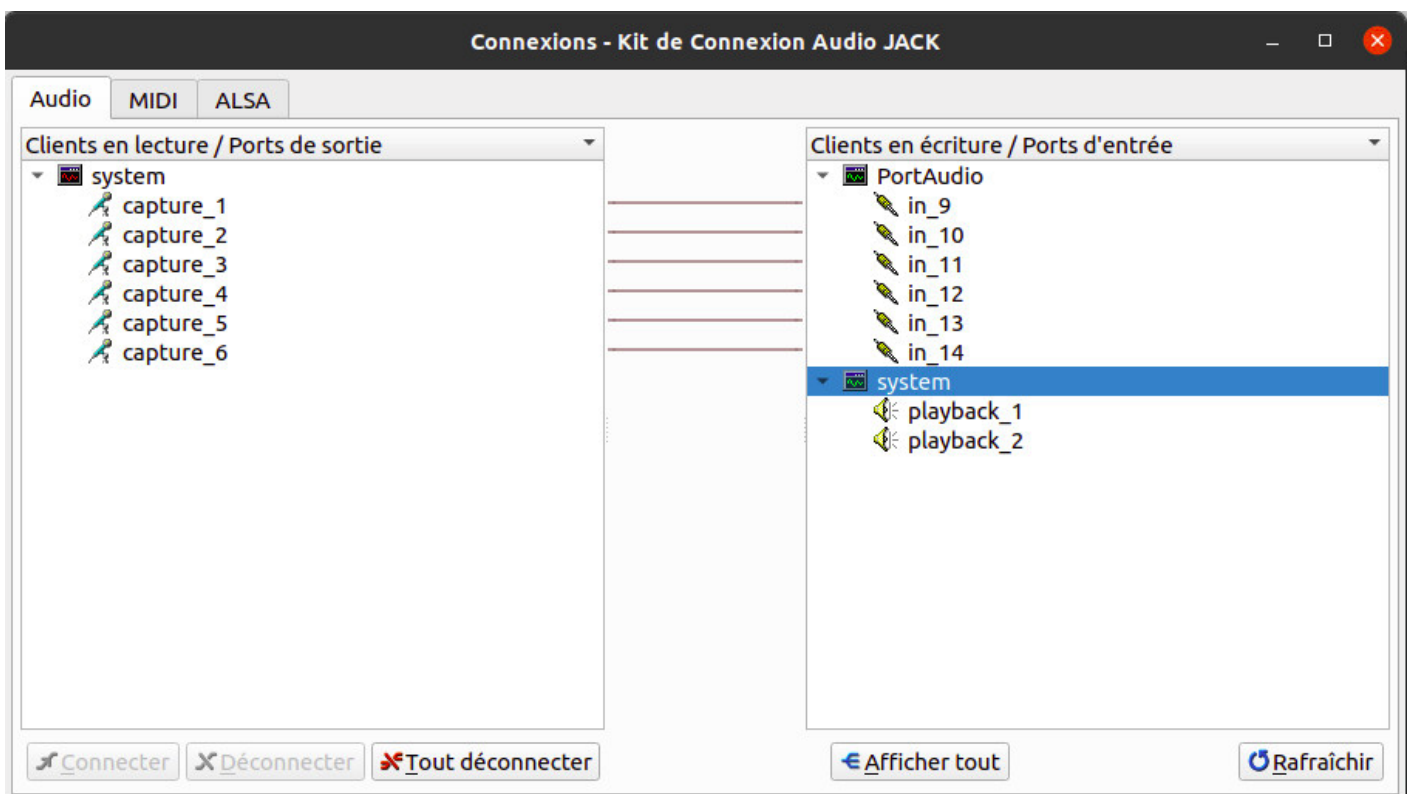 Connexions - Kit de Connexion Audio JACK
Audio MIDI ALSA
Clients en lecture / Ports de sortie
system
capture_1
capture_2
capture_3
capture_4
capture_5
capture_6
Clients en écriture / Ports d'entrée
PortAudio
in_9
in_10
in_11
in_12
in_13
in_14
system
playback_1
playback_2
Connecter Déconnecter Tout déconnecter Afficher tout Rafraîchir